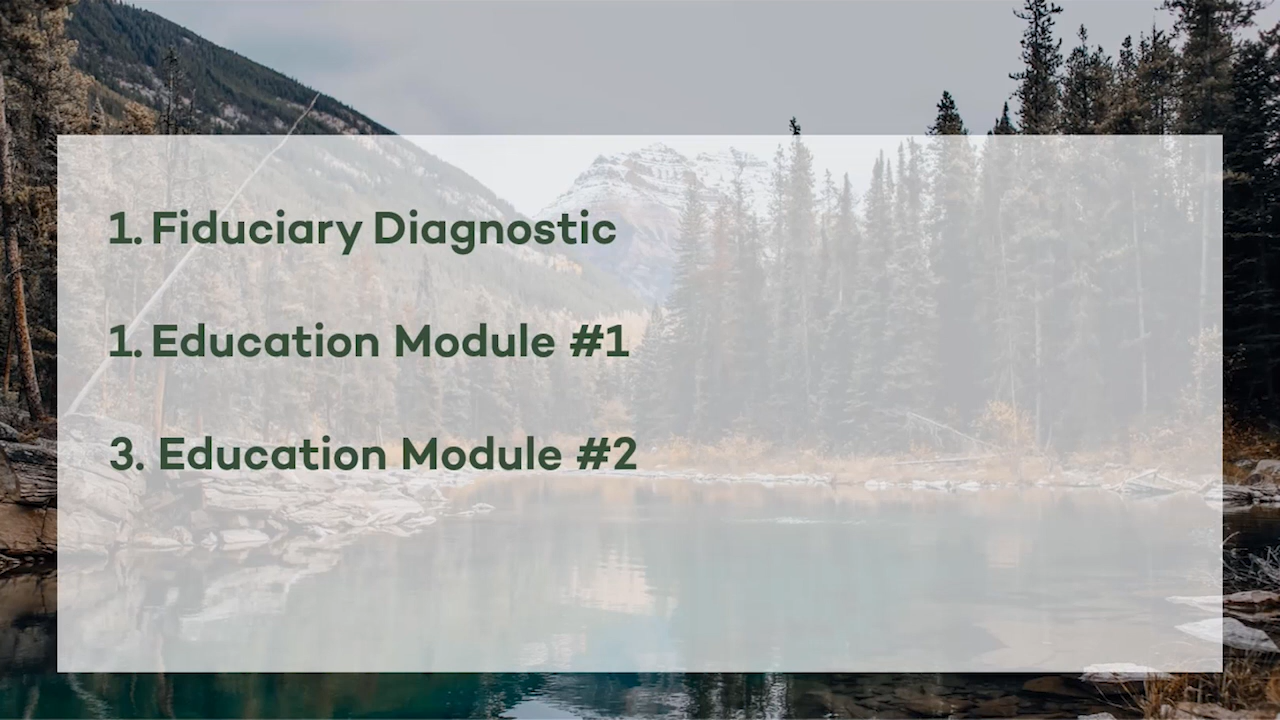 1. Fiduciary Diagnostic
1. Education Module #1
3. Education Module #2